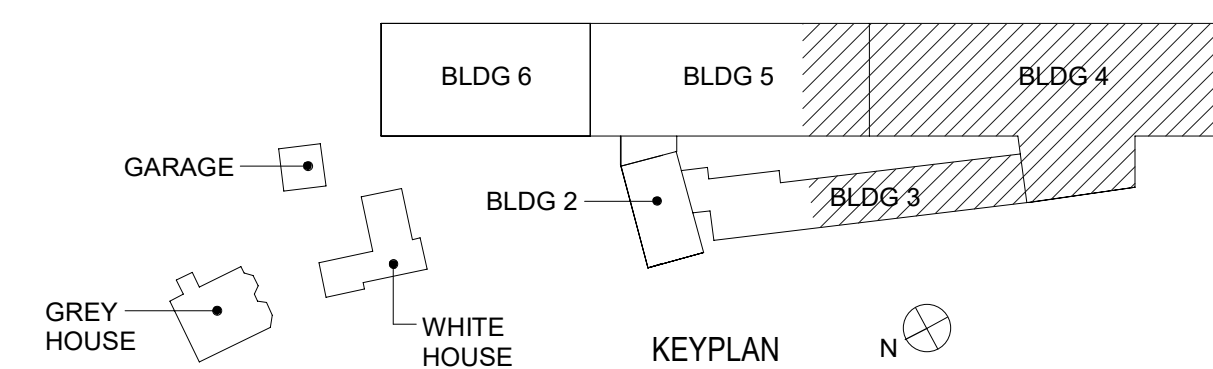 BLDG 6
BLDG 5
BLDG 4
GARAGE
BLDG 2
BLDG 3
GREY
HOUSE
WHITE
HOUSE
KEYPLAN
N